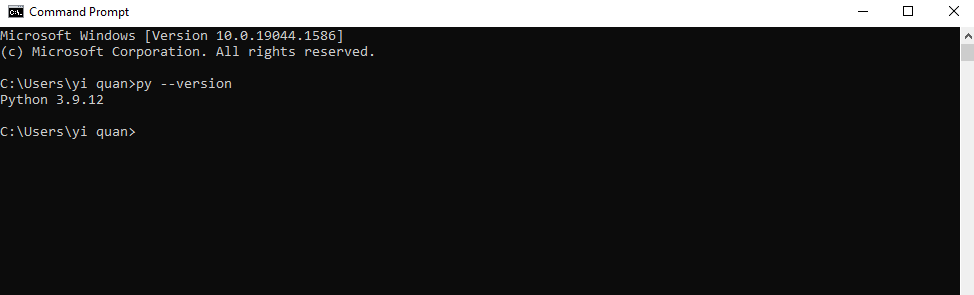 Command Prompt
Microsoft Windows [Version 10.0.19044.1586]
(c) Microsoft Corporation. All rights reserved.
C:\Users\yi quan>py --version
Python 3.9.12
C:\Users\yi quan>